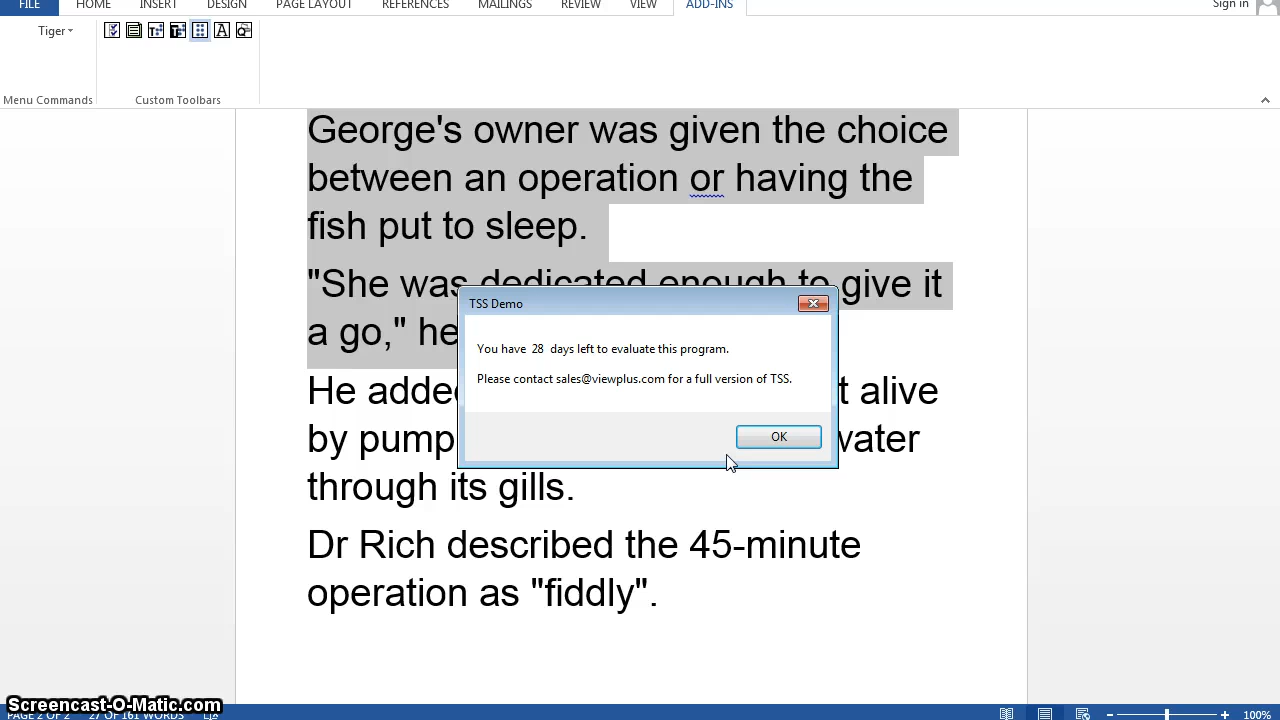 FILE HOME INSERT DESIGN PAGE LAYOUT REFERENCES MAILINGS REVIEW VIEW ADD-INS Sign in
Tiger
Menu Commands Custom Toolbars
George's owner was given the choice
between an operation or having the
fish put to sleep.
"She was dedicated enough to give it
a go," he
TSS Demo
You have 28 days left to evaluate this program.
Please contact sales@viewplus.com for a full version of TSS.
OK
He added t alive
by pump water
through its gills.
Dr Rich described the 45-minute
operation as "fiddly".
Screencast-O-Matic.com
PAGE 2 OF 2 27 OF 161 WORDS 100%